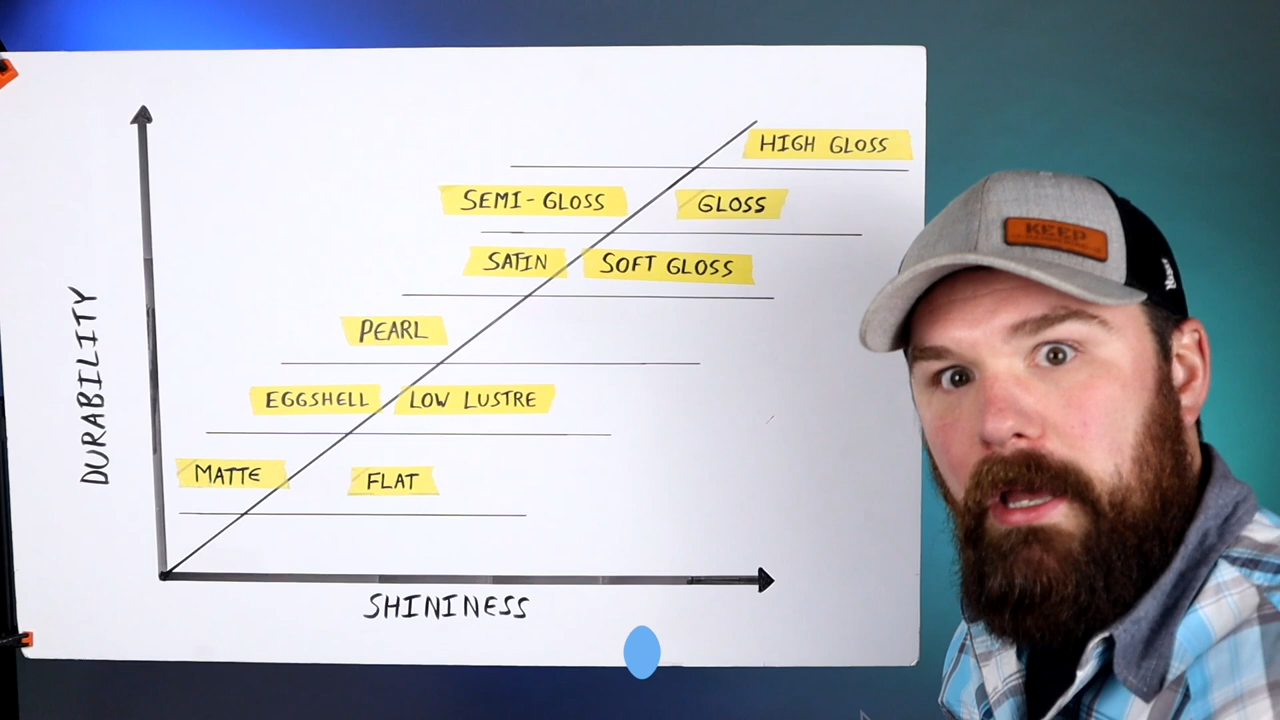 HIGH GLOSS
SEMI-GLOSS
GLOSS
SATIN
SOFT GLOSS
PEARL
EGGSHELL
LOW LUSTRE
MATTE
FLAT
DURABILITY
SHININESS
KEEP